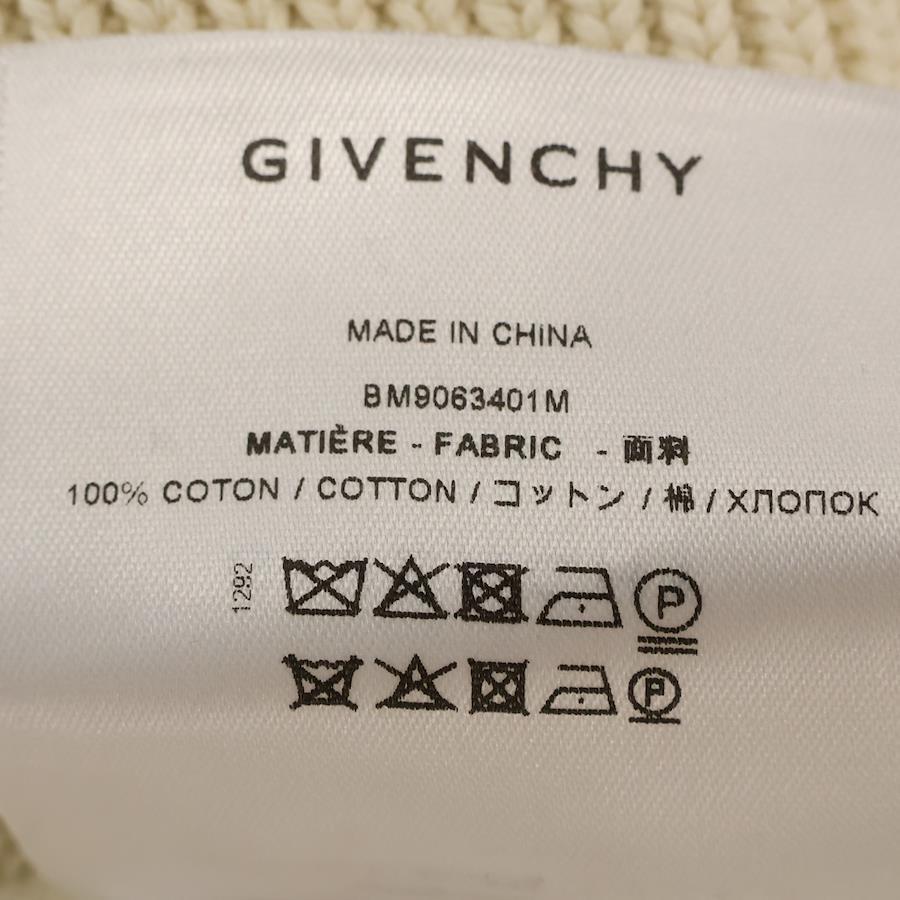 GIVENCHY
MADE IN CHINA
BM9063401M
MATIÈRE - FABRIC - 面料
100% COTON / COTTON / コットン / 棉 / ХЛОПОК
1292
P
P